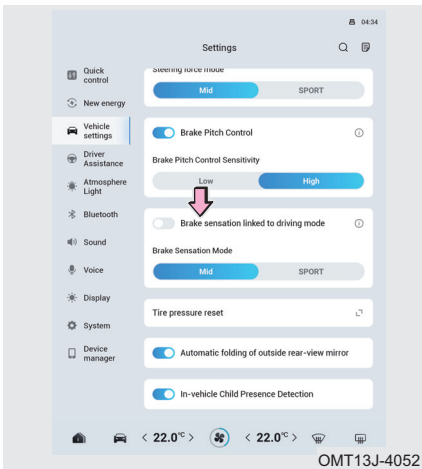 04:34
Settings
Quick
control
New energy
Vehicle
settings
Driver
Assistance
Atmosphere
Light
Bluetooth
Sound
Voice
Display
System
Device
manager
Steering force mode
Mid SPORT
Brake Pitch Control
Brake Pitch Control Sensitivity
Low High
Brake sensation linked to driving mode
Brake Sensation Mode
Mid SPORT
Tire pressure reset
Automatic folding of outside rear-view mirror
In-vehicle Child Presence Detection
< 22.0°C > < 22.0°C >
OMT13J-4052